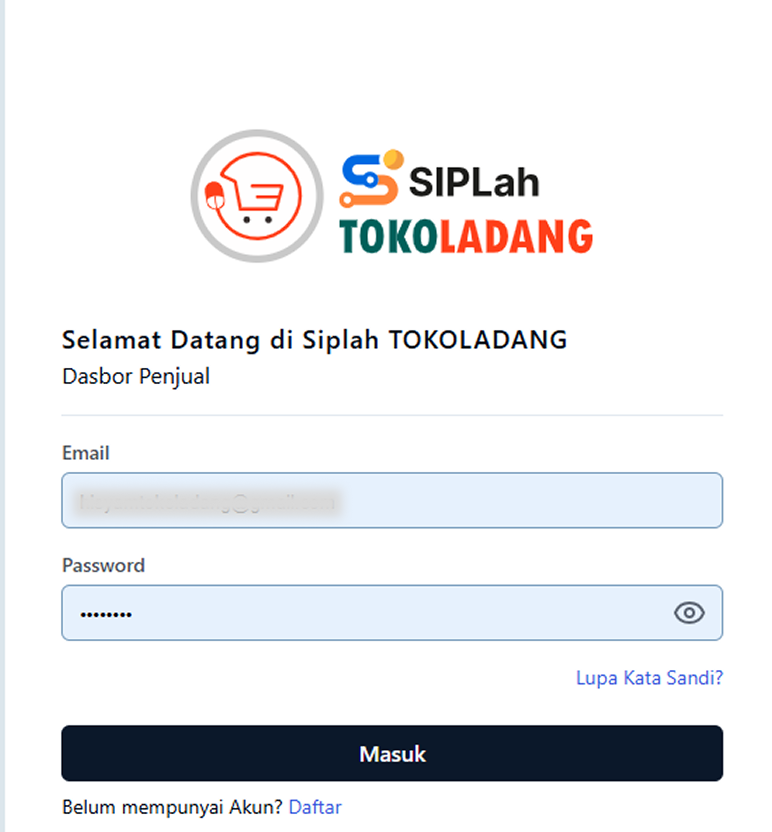 SIPLah
TOKOLADANG
Selamat Datang di Siplah TOKOLADANG
Dasbor Penjual
Email
Password
••••••••
Lupa Kata Sandi?
Masuk
Belum mempunyai Akun? Daftar